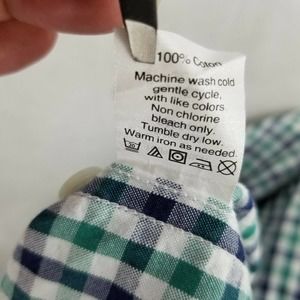 100% Cotton
Machine wash cold
gentle cycle,
with like colors.
Non chlorine
bleach only.
Tumble dry low.
Warm iron as needed.